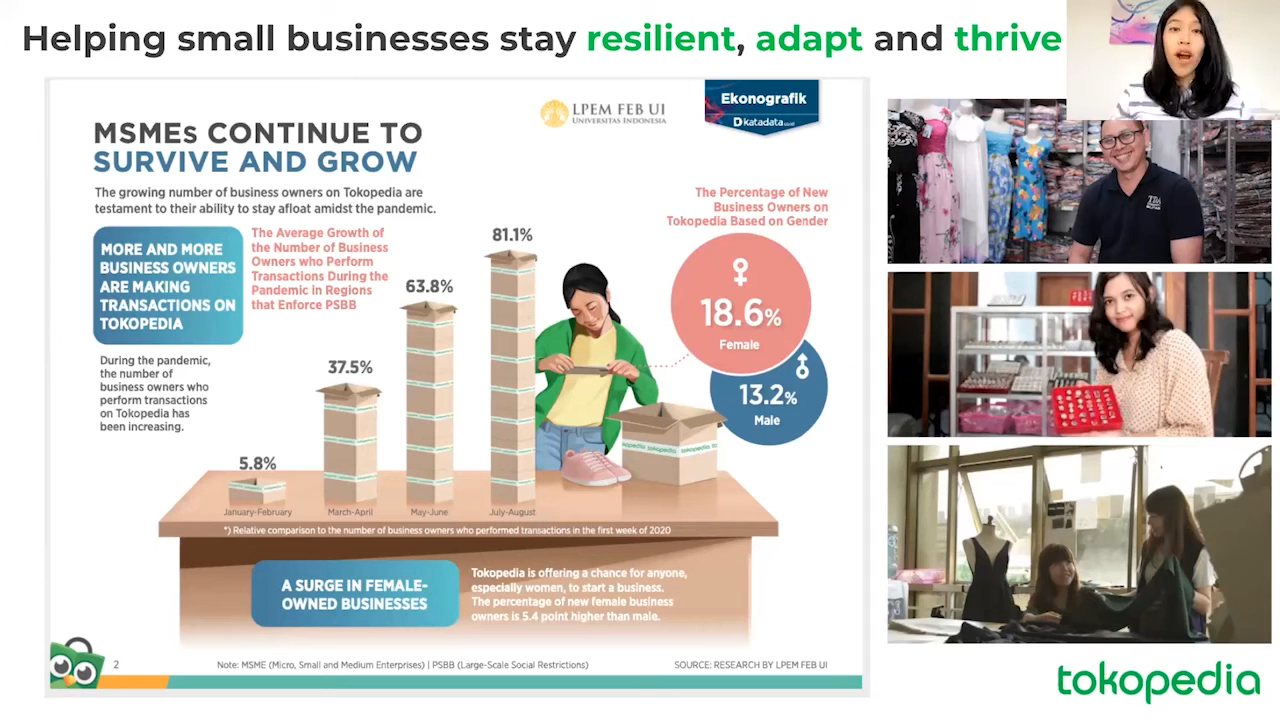 Helping small businesses stay resilient, adapt and thrive
LPEM FEB UI
UNIVERSITAS INDONESIA
Ekonografik
katadata.co.id
MSMEs CONTINUE TO
SURVIVE AND GROW
The growing number of business owners on Tokopedia are
testament to their ability to stay afloat amidst the pandemic.
MORE AND MORE
BUSINESS OWNERS
ARE MAKING
TRANSACTIONS ON
TOKOPEDIA
The Average Growth of
the Number of Business
Owners who Perform
Transactions During the
Pandemic in Regions
that Enforce PSBB
During the pandemic,
the number of
business owners who
perform transactions
on Tokopedia has
been increasing.
5.8%
37.5%
63.8%
81.1%
January-February
March-April
May-June
July-August
The Percentage of New
Business Owners on
Tokopedia Based on Gender
18.6%
Female
13.2%
Male
tokopedia
*) Relative comparison to the number of business owners who performed transactions in the first week of 2020
A SURGE IN FEMALE-
OWNED BUSINESSES
Tokopedia is offering a chance for anyone,
especially women, to start a business.
The percentage of new female business
owners is 5.4 point higher than male.
2
Note: MSME (Micro, Small and Medium Enterprises) | PSBB (Large-Scale Social Restrictions)
SOURCE: RESEARCH BY LPEM FEB UI
tokopedia